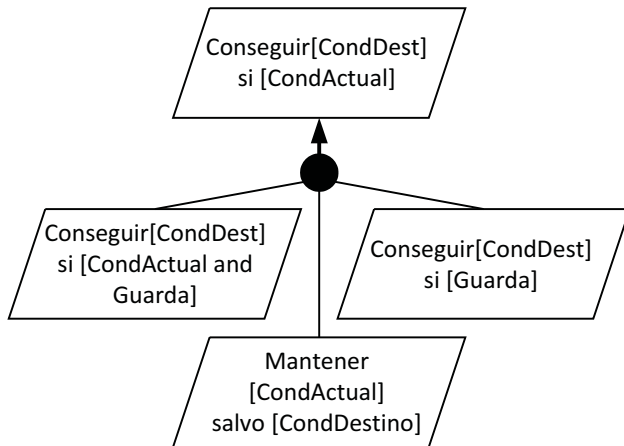 Conseguir[CondDest]
si [CondActual]
Conseguir[CondDest]
si [CondActual and
Guarda]
Conseguir[CondDest]
si [Guarda]
Mantener
[CondActual]
salvo [CondDestino]